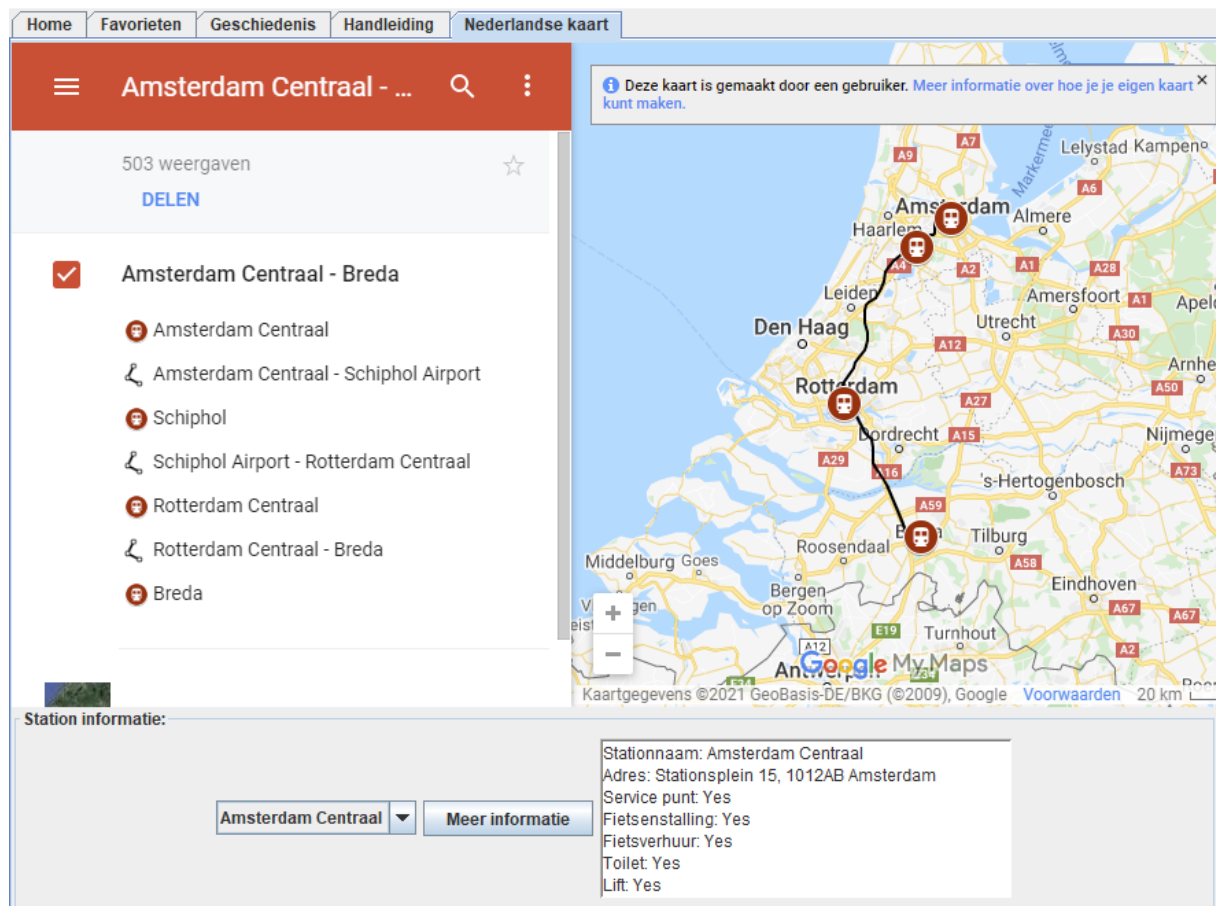 Home Favorieten Geschiedenis Handleiding Nederlandse kaart
Amsterdam Centraal - ...
503 weergaven
DELEN
Amsterdam Centraal - Breda
Amsterdam Centraal
Amsterdam Centraal - Schiphol Airport
Schiphol
Schiphol Airport - Rotterdam Centraal
Rotterdam Centraal
Rotterdam Centraal - Breda
Breda
Deze kaart is gemaakt door een gebruiker. Meer informatie over hoe je je eigen kaart
kunt maken.
A9 A7
Lelystad Kampen
Markermeer
A6
Amsterdam
Almere
Haarlem
A4 A2 A1 A28
Leiden
Amersfoort A1
Utrecht
Den Haag
A30
A12
Rotterdam
A50
A27
Dordrecht A15
Nijmegen
A29 A16
A73
's-Hertogenbosch
A59
Tilburg
Roosendaal
Middelburg Goes
A58
Bergen
op Zoom
Eindhoven
A67 A67
E19
Turnhout
A12
A2
Antwerpen
E34 E34
Google My Maps
Kaartgegevens ©2021 GeoBasis-DE/BKG (©2009), Google Voorwaarden 20 km
Station informatie:
Amsterdam Centraal
Meer informatie
Stationnaam: Amsterdam Centraal
Adres: Stationsplein 15, 1012AB Amsterdam
Service punt: Yes
Fietsenstalling: Yes
Fietsverhuur: Yes
Toilet: Yes
Lift: Yes